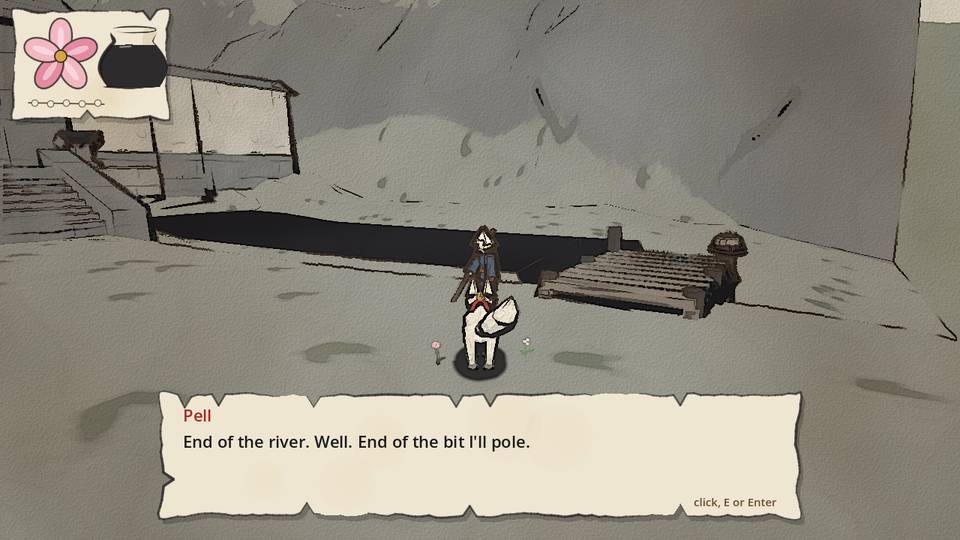 Pell
End of the river. Well. End of the bit I'll pole.
click, E or Enter